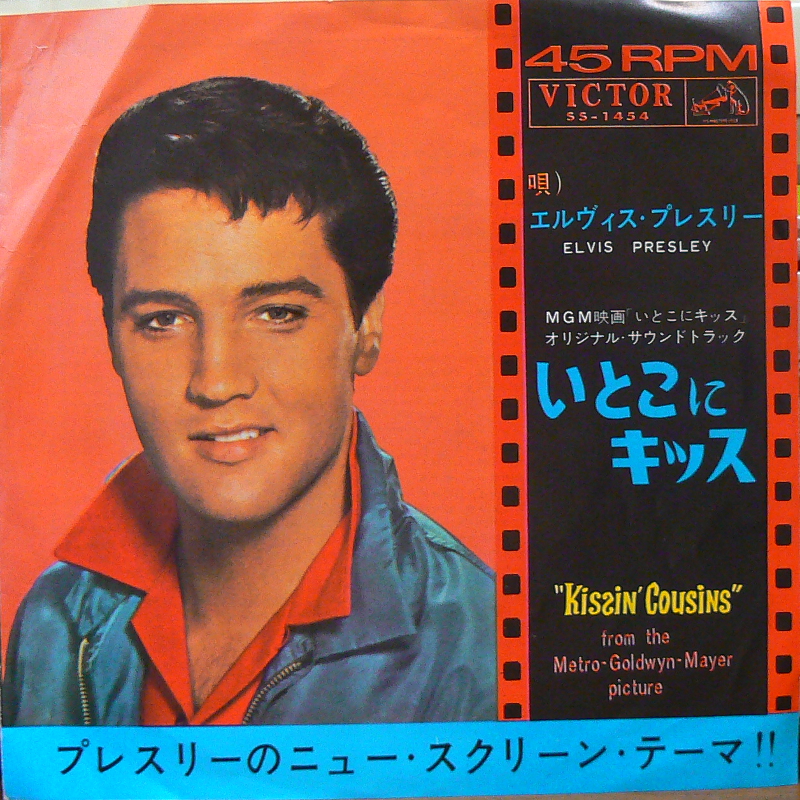 45 RPM
VICTOR
SS-1454
唄)
エルヴィス・プレスリー
ELVIS PRESLEY
MGM映画「いとこにキッス」
オリジナル・サウンドトラック
いとこに
キッス
"Kissin' Cousins"
from the
Metro-Goldwyn-Mayer
picture
プレスリーのニュー・スクリーン・テーマ!!